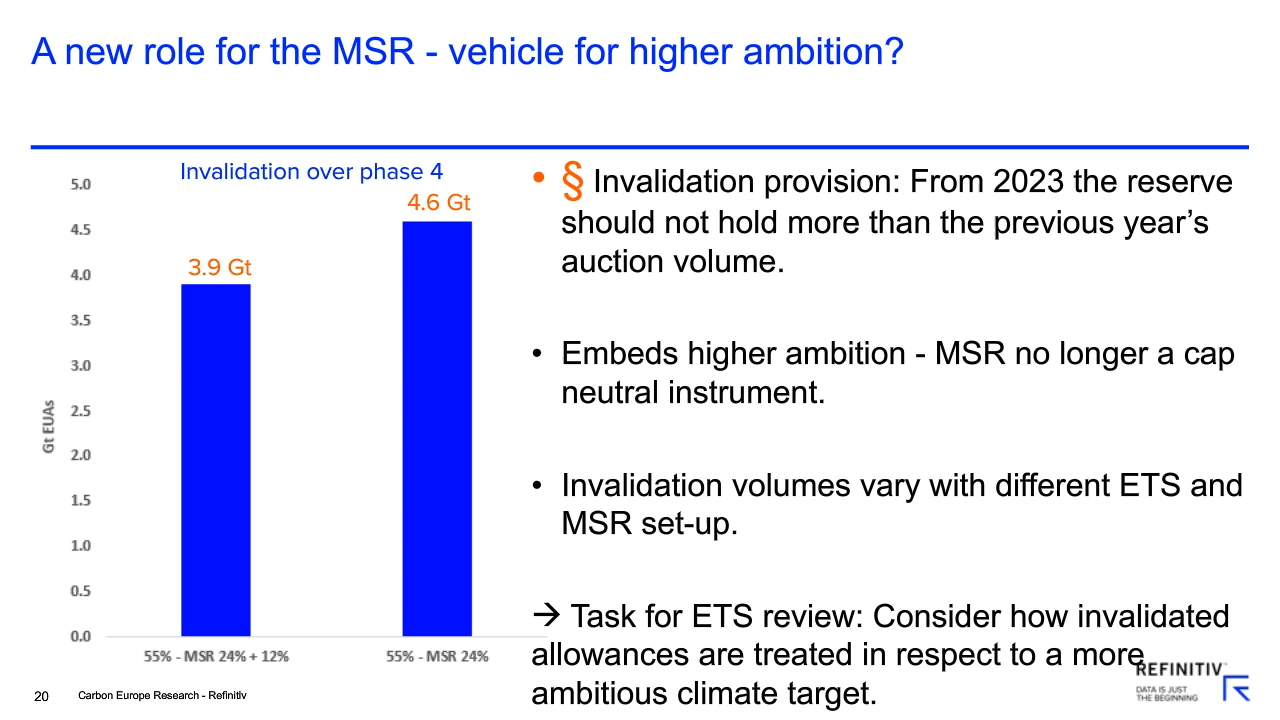 A new role for the MSR - vehicle for higher ambition?
Invalidation over phase 4
5.0
4.5
4.0
3.5
3.0
2.5
2.0
1.5
1.0
0.5
0.0
Gt EUAs
3.9 Gt
4.6 Gt
55% - MSR 24% + 12%
55% - MSR 24%
• § Invalidation provision: From 2023 the reserve
should not hold more than the previous year’s
auction volume.
• Embeds higher ambition - MSR no longer a cap
neutral instrument.
• Invalidation volumes vary with different ETS and
MSR set-up.
→ Task for ETS review: Consider how invalidated
allowances are treated in respect to a more
ambitious climate target.
20
Carbon Europe Research - Refinitiv
REFINITIV
DATA IS JUST
THE BEGINNING